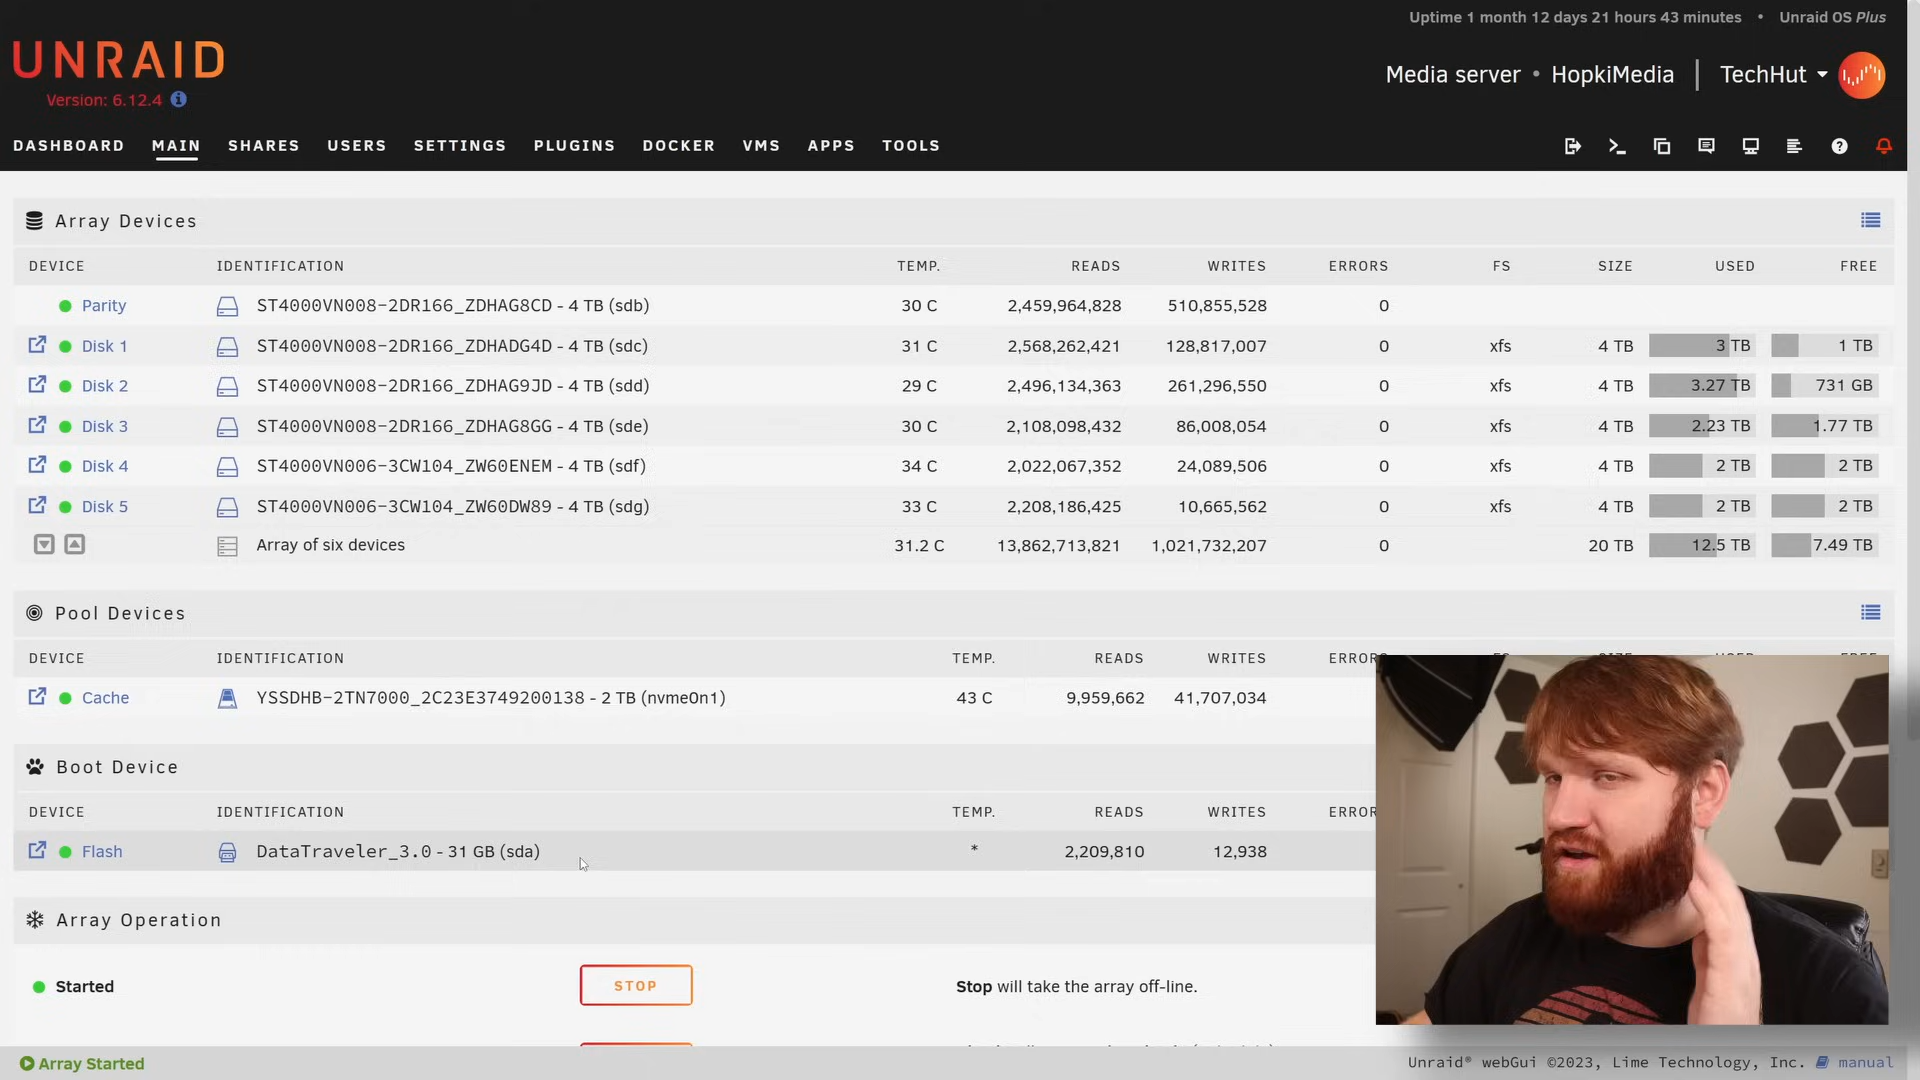 Uptime 1 month 12 days 21 hours 43 minutes • Unraid OS Plus
UNRAID
Version: 6.12.4
Media server • HopkiMedia | TechHut
DASHBOARD MAIN SHARES USERS SETTINGS PLUGINS DOCKER VMS APPS TOOLS
Array Devices
DEVICE IDENTIFICATION TEMP. READS WRITES ERRORS FS SIZE USED FREE
Parity ST4000VN008-2DR166_ZDHAG8CD - 4 TB (sdb) 30 C 2,459,964,828 510,855,528 0
Disk 1 ST4000VN008-2DR166_ZDHADG4D - 4 TB (sdc) 31 C 2,568,262,421 128,817,007 0 xfs 4 TB 3 TB 1 TB
Disk 2 ST4000VN008-2DR166_ZDHAG9JD - 4 TB (sdd) 29 C 2,496,134,363 261,296,550 0 xfs 4 TB 3.27 TB 731 GB
Disk 3 ST4000VN008-2DR166_ZDHAG8GG - 4 TB (sde) 30 C 2,108,098,432 86,008,054 0 xfs 4 TB 2.23 TB 1.77 TB
Disk 4 ST4000VN006-3CW104_ZW60ENEM - 4 TB (sdf) 34 C 2,022,067,352 24,089,506 0 xfs 4 TB 2 TB 2 TB
Disk 5 ST4000VN006-3CW104_ZW60DW89 - 4 TB (sdg) 33 C 2,208,186,425 10,665,562 0 xfs 4 TB 2 TB 2 TB
Array of six devices 31.2 C 13,862,713,821 1,021,732,207 0 20 TB 12.5 TB 7.49 TB
Pool Devices
DEVICE IDENTIFICATION TEMP. READS WRITES
Cache YSSDHB-2TN7000_2C23E3749200138 - 2 TB (nvme0n1) 43 C 9,959,662 41,707,034
Boot Device
DEVICE IDENTIFICATION TEMP. READS WRITES
Flash DataTraveler_3.0 - 31 GB (sda) * 2,209,810 12,938
Array Operation
Started STOP Stop will take the array off-line.
Array Started Unraid® webGui ©2023, Lime Technology, Inc. manual